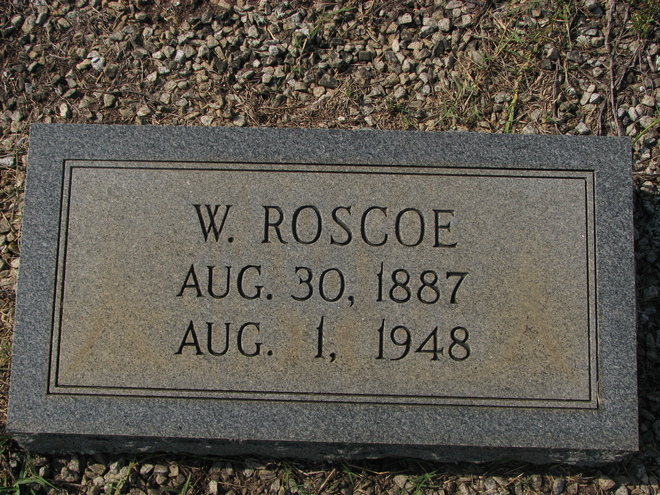 W. ROSCOE
AUG. 30, 1887
AUG. 1, 1948